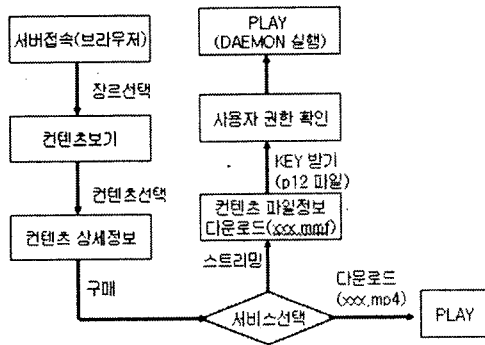 서버접속(브라우저)
장르선택
컨텐츠보기
컨텐츠선택
컨텐츠 상세정보
구매
서비스선택
스트리밍
컨텐츠 파일정보
다운로드(xxx.mmf)
KEY 받기
(p12 파일)
사용자 권한 확인
PLAY
(DAEMON 실행)
다운로드
(xxx.mp4)
PLAY